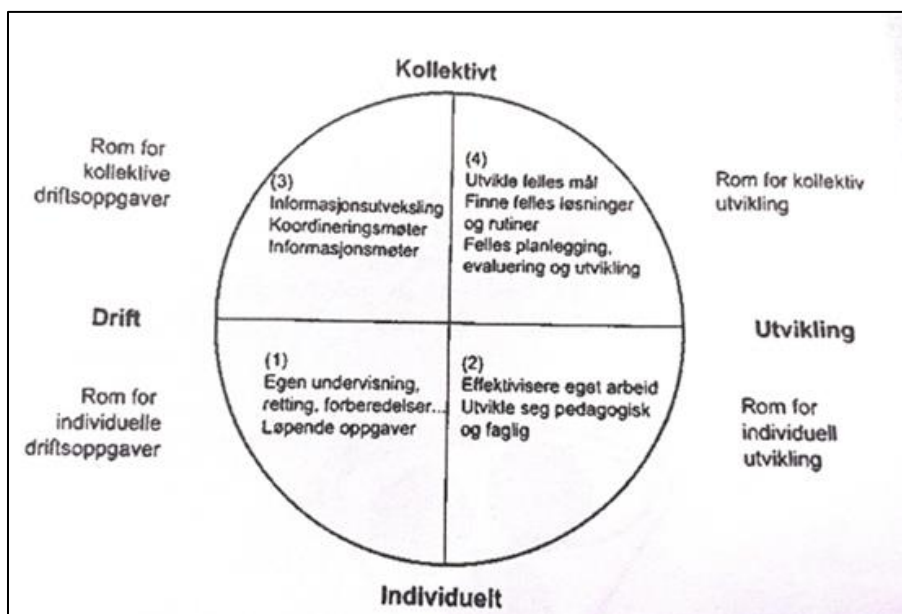 Kollektivt
Rom for
kollektive
driftsoppgaver
(3)
Informasjonsutveksling
Koordineringsmøter
Informasjonsmøter
(4)
Utvikle felles mål
Finne felles løsninger
og rutiner
Felles planlegging,
evaluering og utvikling
Rom for kollektiv
utvikling
Drift
Utvikling
Rom for
individuelle
driftsoppgaver
(1)
Egen undervisning,
retting, forberedelser...
Løpende oppgaver
(2)
Effektivisere eget arbeid
Utvikle seg pedagogisk
og faglig
Rom for
individuell
utvikling
Individuelt